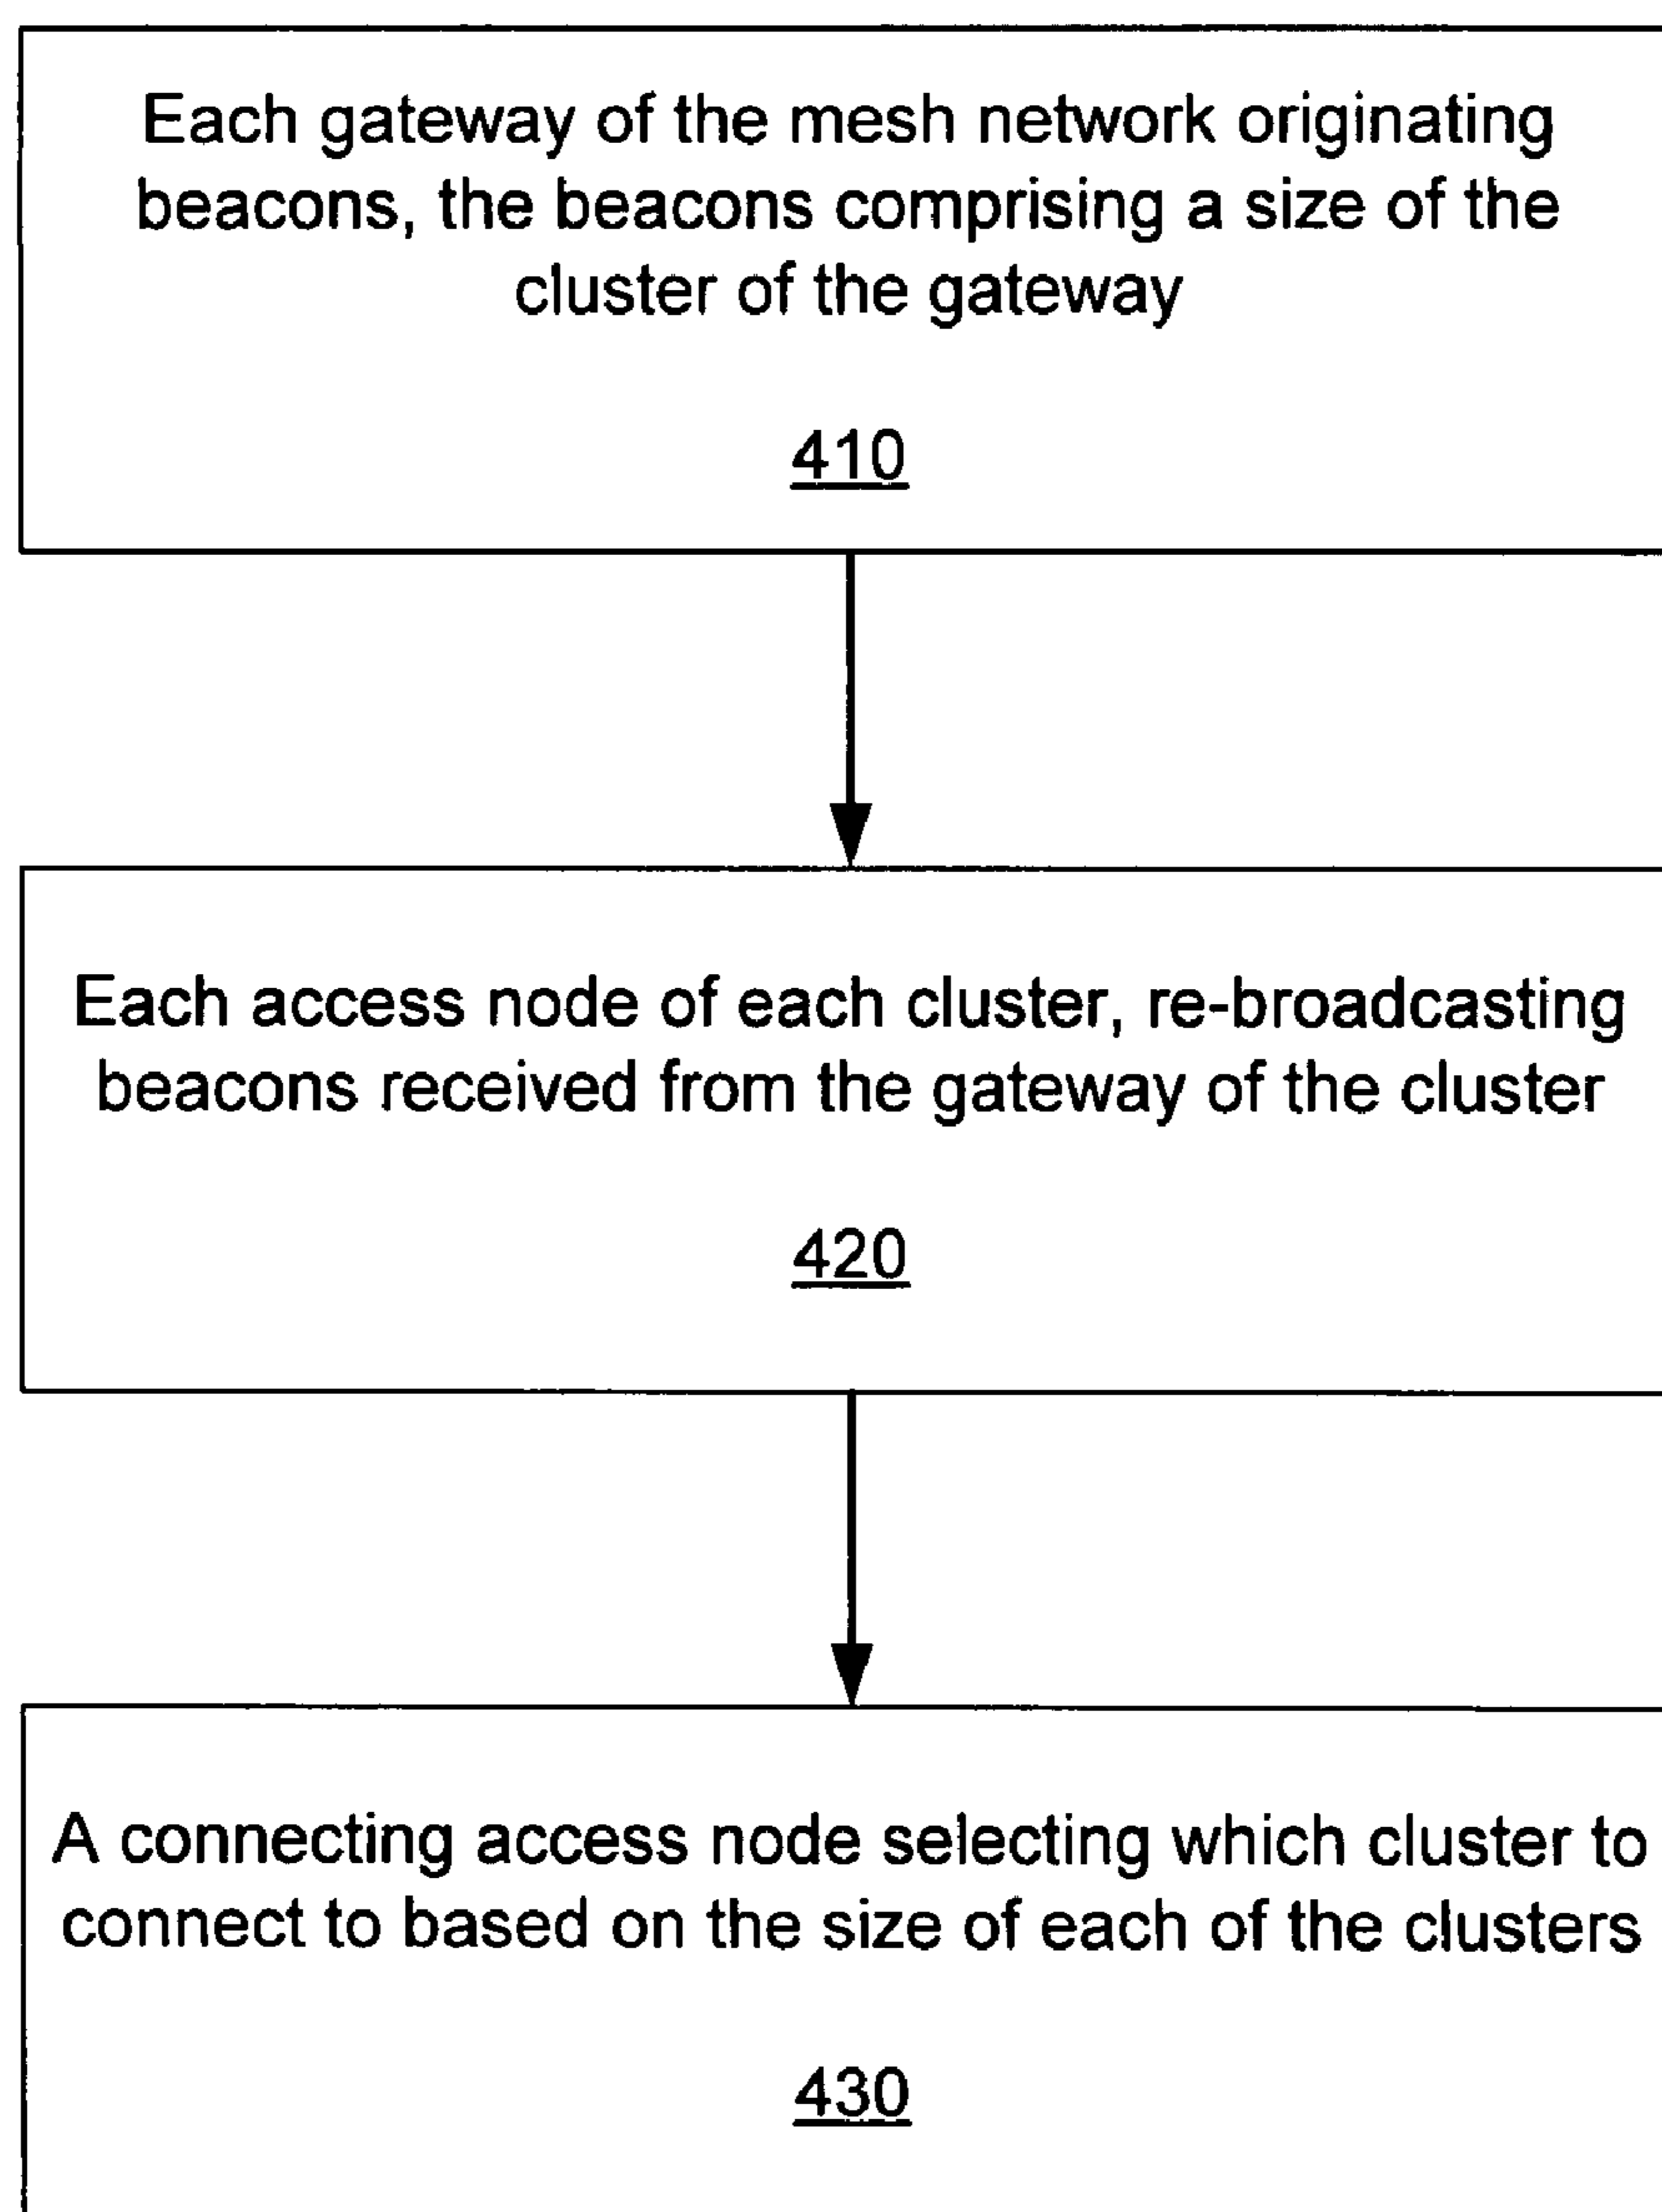 Each gateway of the mesh network originating
beacons, the beacons comprising a size of the
cluster of the gateway
410
Each access node of each cluster, re-broadcasting
beacons received from the gateway of the cluster
420
A connecting access node selecting which cluster to
connect to based on the size of each of the clusters
430